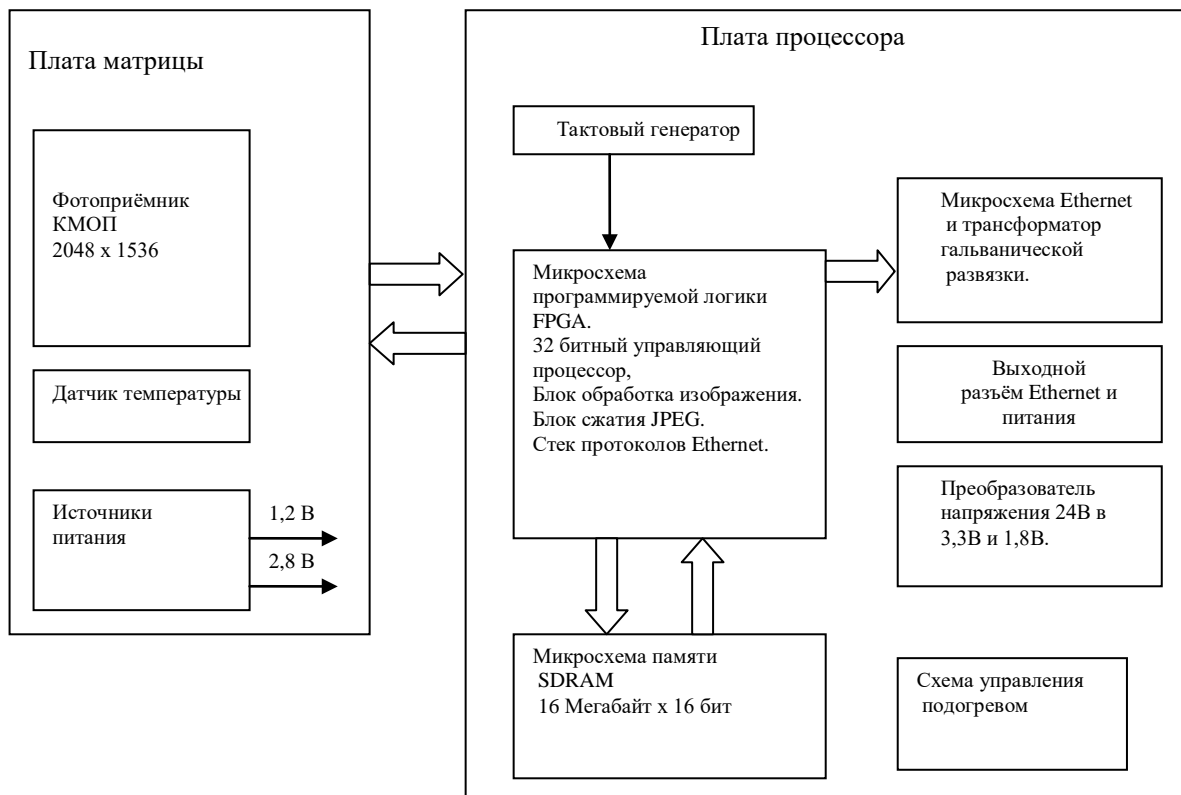 Плата матрицы
Фотоприёмник
КМОП
2048 x 1536
Датчик температуры
Источники
питания
1,2 В
2,8 В
Плата процессора
Тактовый генератор
Микросхема
программируемой логики
FPGA.
32 битный управляющий
процессор,
Блок обработка изображения.
Блок сжатия JPEG.
Стек протоколов Ethernet.
Микросхема памяти
SDRAM
16 Мегабайт x 16 бит
Микросхема Ethernet
и трансформатор
гальванической
развязки.
Выходной
разъём Ethernet и
питания
Преобразователь
напряжения 24В в
3,3В и 1,8В.
Схема управления
подогревом